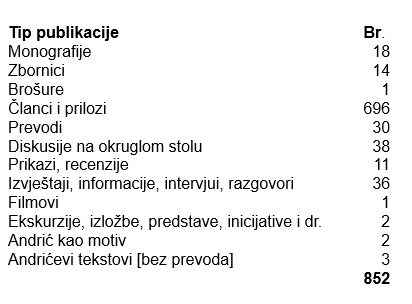 Tip publikacije Br.
Monografije 18
Zbornici 14
Brošure 1
Članci i prilozi 696
Prevodi 30
Diskusije na okruglom stolu 38
Prikazi, recenzije 11
Izvještaji, informacije, intervjui, razgovori 36
Filmovi 1
Ekskurzije, izložbe, predstave, inicijative i dr. 2
Andrić kao motiv 2
Andrićevi tekstovi [bez prevoda] 3
852